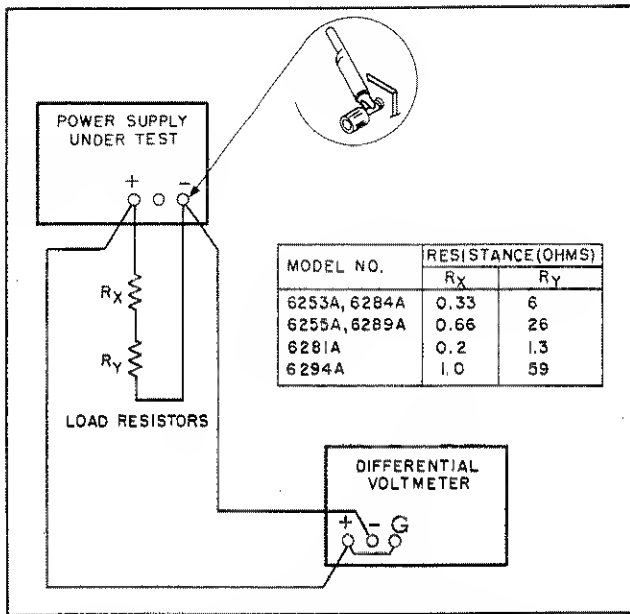 POWER SUPPLY
UNDER TEST
+ -
RX
RY
LOAD RESISTORS
MODEL NO. RESISTANCE(OHMS)
RX RY
6253A, 6284A 0.33 6
6255A, 6289A 0.66 26
6281A 0.2 1.3
6294A 1.0 59
DIFFERENTIAL
VOLTMETER
+ - G